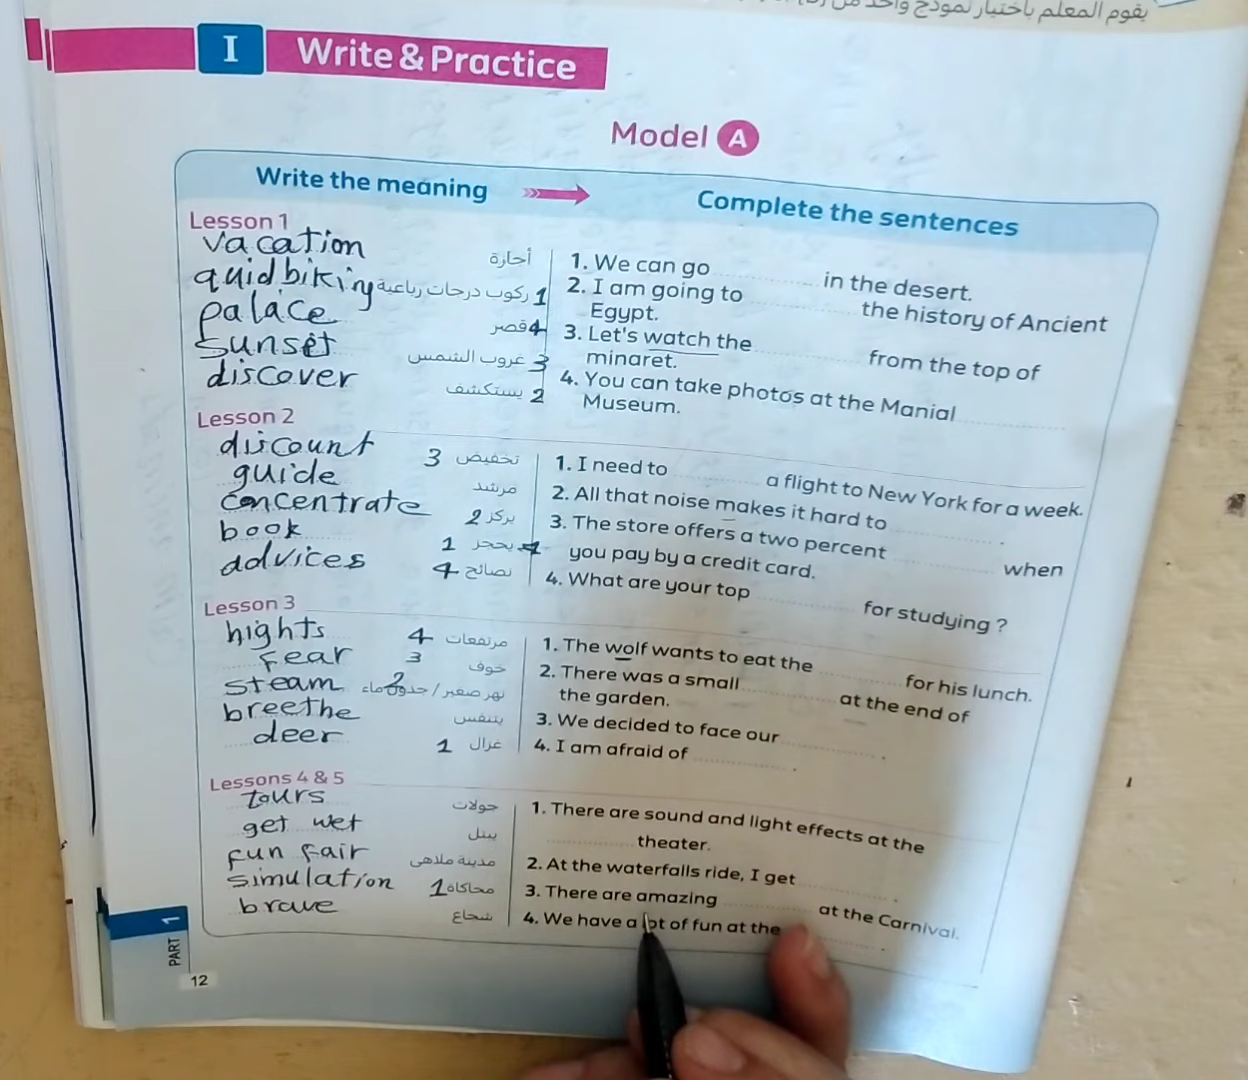 يقوم المعلم باختيار نموذج واحد من
I Write & Practice
Model A
Write the meaning
Complete the sentences
Lesson 1
vacation أجازة
quidbiking ركوب درجات رباعية 1
palace قصر 4
sunset غروب الشمس 3
discover يستكشف 2
1. We can go in the desert.
2. I am going to the history of Ancient
Egypt.
3. Let's watch the from the top of
minaret.
4. You can take photos at the Manial
Museum.
Lesson 2
discount 3 تخفيض
guide مرشد
concentrate 2 يركز
book 1 يحجز
advices 4 نصائح
1. I need to a flight to New York for a week.
2. All that noise makes it hard to .
3. The store offers a two percent when
you pay by a credit card.
4. What are your top for studying ?
Lesson 3
hights 4 مرتفعات
fear 3 خوف
steam 2 نهر صغير / جدول ماء
breethe يتنفس
deer 1 غزال
1. The wolf wants to eat the for his lunch.
2. There was a small at the end of
the garden.
3. We decided to face our .
4. I am afraid of .
Lessons 4 & 5
tours جولات
get wet يبتل
fun fair مدينة ملاهى
simulation 1 محاكاة
brave شجاع
1. There are sound and light effects at the
theater.
2. At the waterfalls ride, I get .
3. There are amazing at the Carnival.
4. We have a lot of fun at the .
PART 1
12